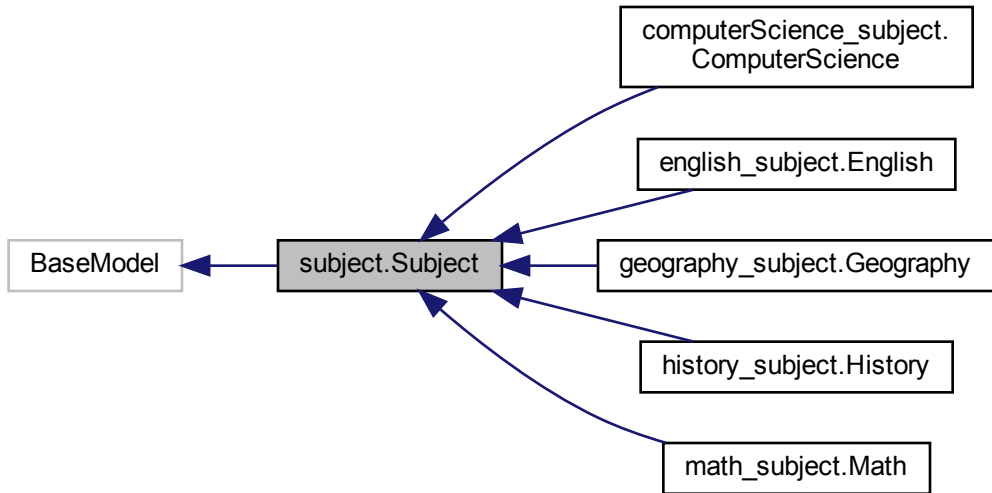 computerScience_subject.
ComputerScience
english_subject.English
BaseModel
subject.Subject
geography_subject.Geography
history_subject.History
math_subject.Math